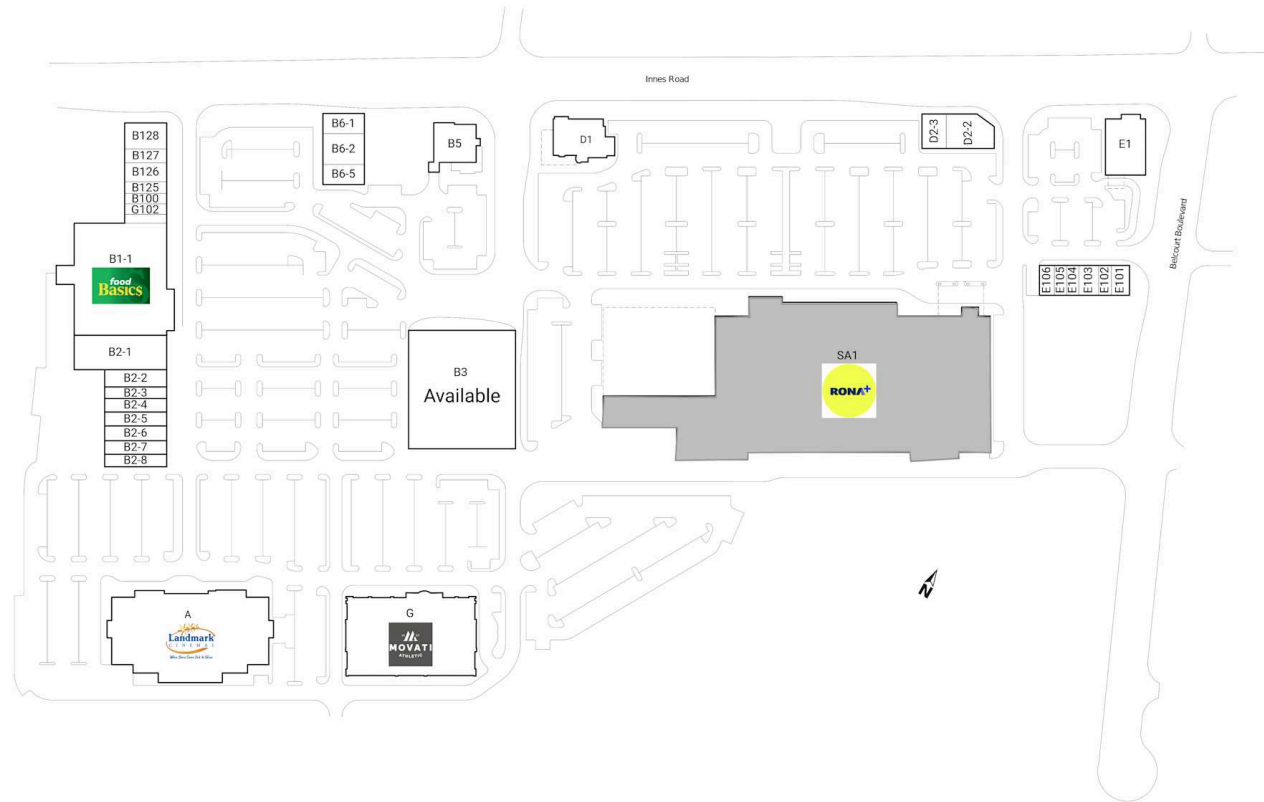 Innes Road
B128
B127
B126
B125
B100
G102
B6-1
B6-2
B6-5
B5
D1
D2-3
D2-2
E1
Belcourt Boulevard
B1-1
food
Basics
E106
E105
E104
E103
E102
E101
B2-1
B2-2
B2-3
B2-4
B2-5
B2-6
B2-7
B2-8
B3
Available
SA1
RONA+
A
Landmark
CINEMAS
G
MOVATI
ATHLETIC
N